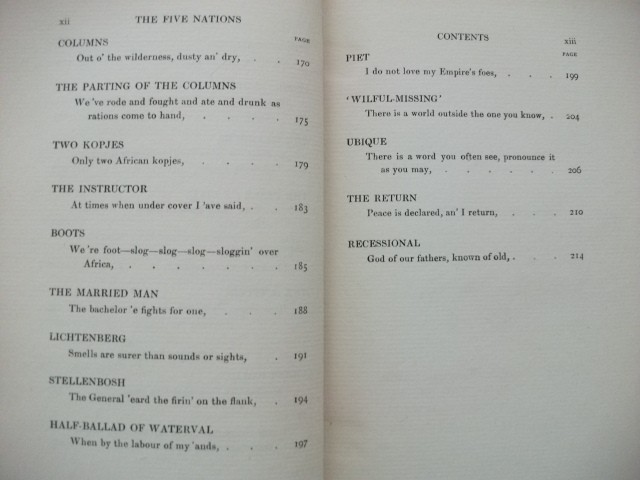 xii THE FIVE NATIONS
PAGE
COLUMNS
Out o' the wilderness, dusty an' dry, . . 170
THE PARTING OF THE COLUMNS
We 've rode and fought and ate and drunk as
rations come to hand, . . . . 175
TWO KOPJES
Only two African kopjes, . . . . 179
THE INSTRUCTOR
At times when under cover I 'ave said, . . 183
BOOTS
We 're foot—slog—slog—slog—sloggin' over
Africa, . . . . . . . 185
THE MARRIED MAN
The bachelor 'e fights for one, . . . 188
LICHTENBERG
Smells are surer than sounds or sights, . 191
STELLENBOSH
The General 'eard the firin' on the flank, . 194
HALF-BALLAD OF WATERVAL
When by the labour of my 'ands, . . . 197
CONTENTS xiii
PAGE
PIET
I do not love my Empire's foes, . . . 199
'WILFUL-MISSING'
There is a world outside the one you know, . 204
UBIQUE
There is a word you often see, pronounce it
as you may, . . . . . . 206
THE RETURN
Peace is declared, an' I return, . . . 210
RECESSIONAL
God of our fathers, known of old, . . . 214